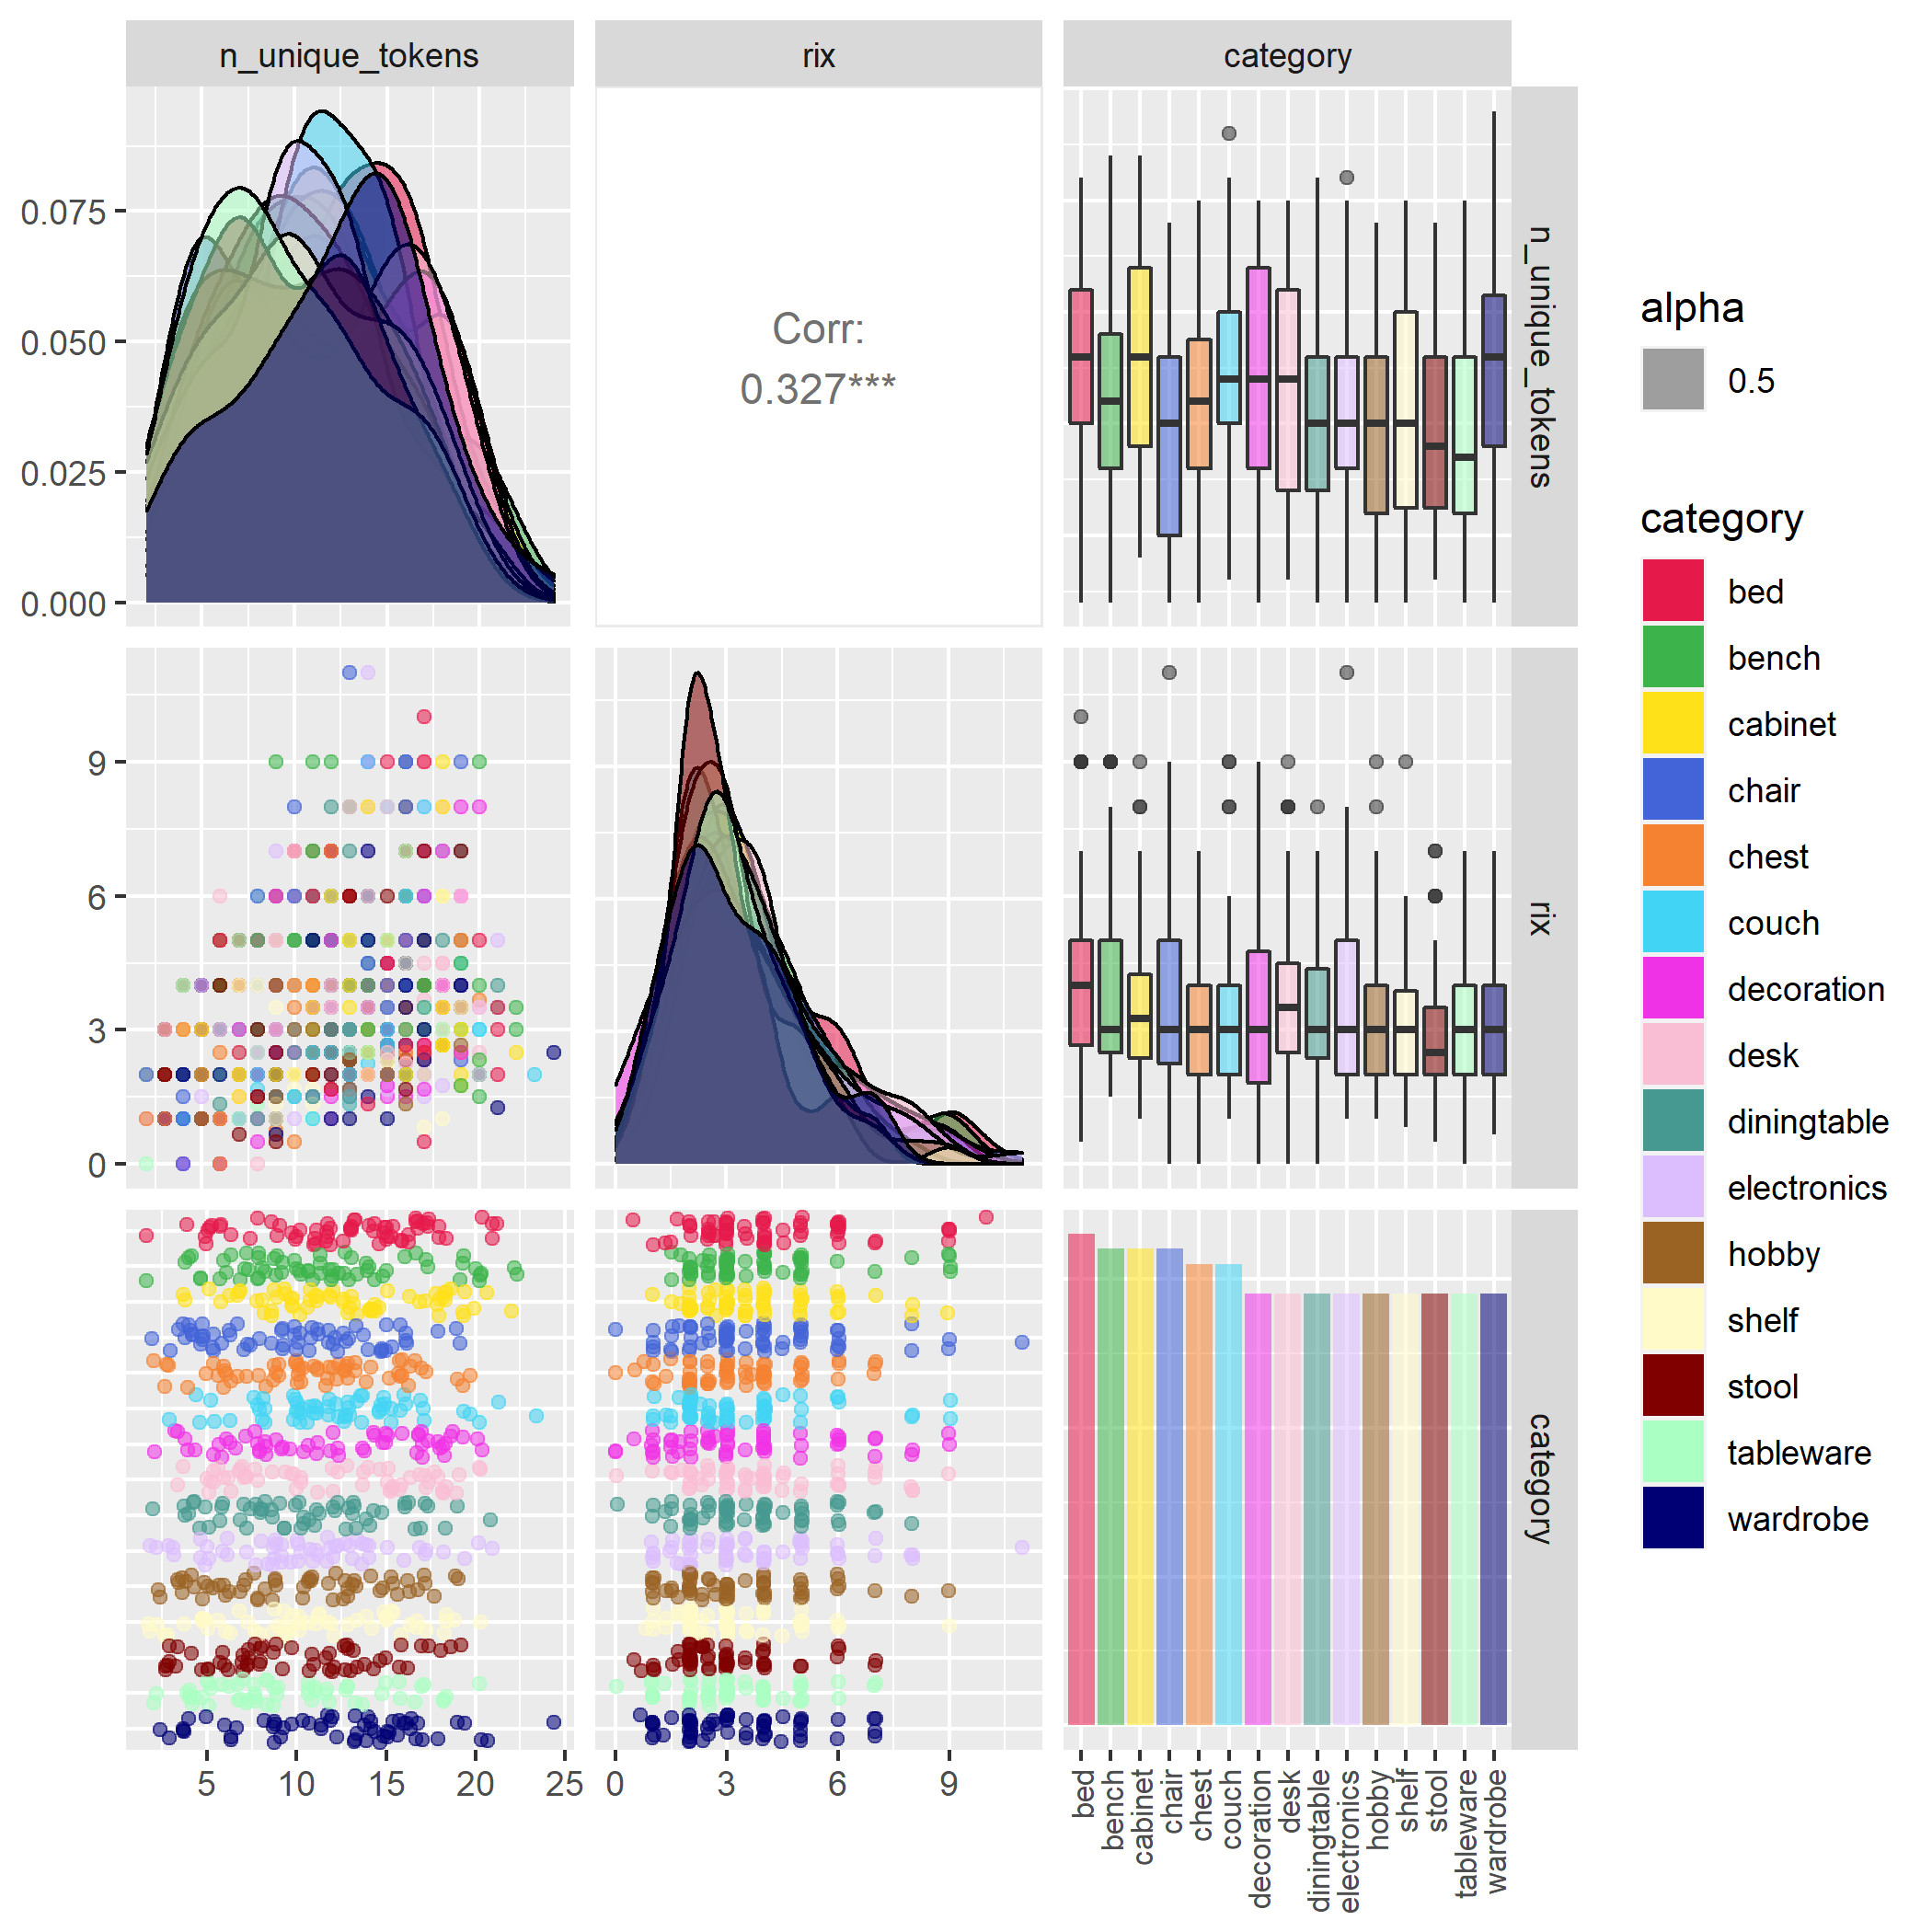 n_unique_tokens
rix
category
0.075
0.050
0.025
0.000
Corr:
0.327***
n_unique_tokens
9
6
3
0
rix
category
5
10
15
20
25
0
3
6
9
bed
bench
cabinet
chair
chest
couch
decoration
desk
diningtable
electronics
hobby
shelf
stool
tableware
wardrobe
alpha
0.5
category
bed
bench
cabinet
chair
chest
couch
decoration
desk
diningtable
electronics
hobby
shelf
stool
tableware
wardrobe